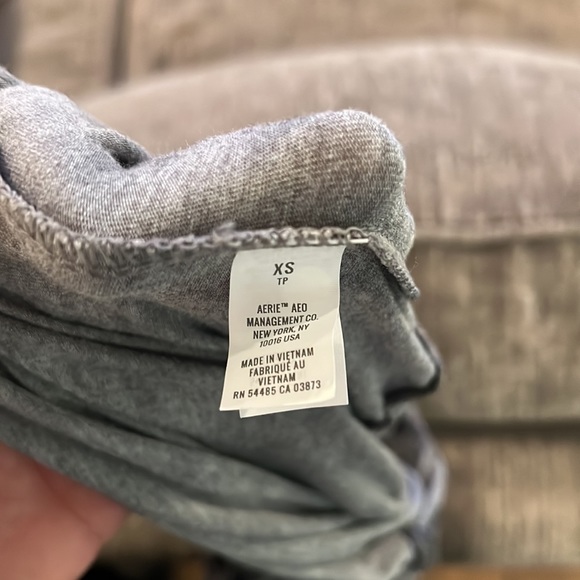 XS
TP
AERIE™ AEO
MANAGEMENT CO.
NEW YORK, NY
10016 USA
MADE IN VIETNAM
FABRIQUÉ AU
VIETNAM
RN 54485 CA 03873